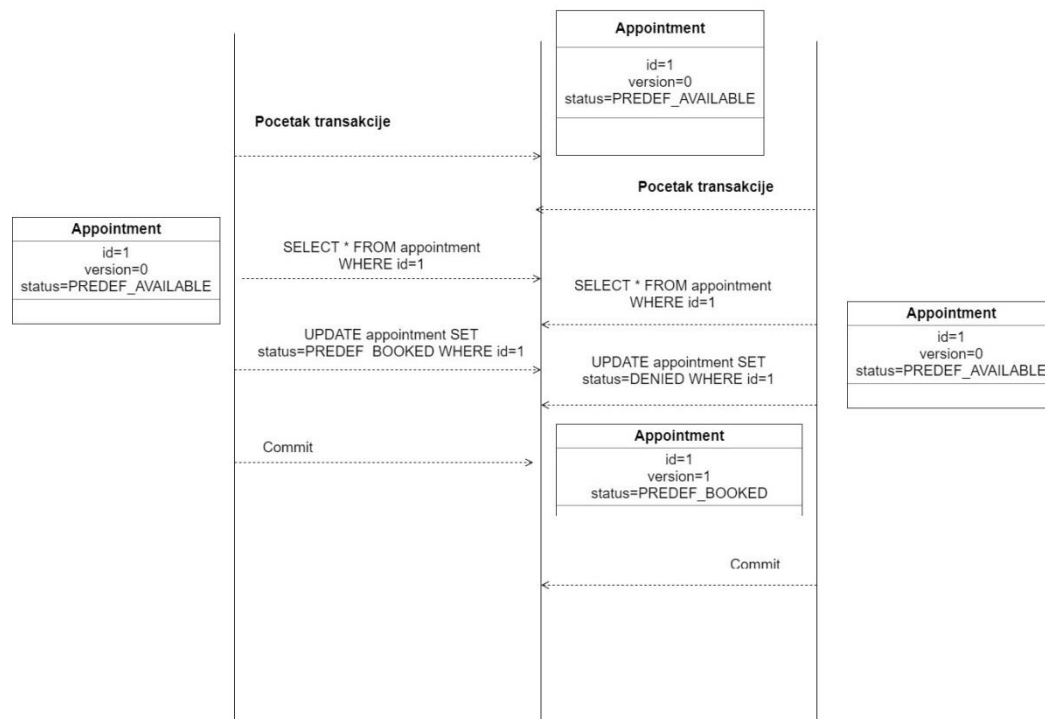 Appointment
id=1
version=0
status=PREDEF_AVAILABLE
Pocetak transakcije
Pocetak transakcije
Appointment
id=1
version=0
status=PREDEF_AVAILABLE
SELECT * FROM appointment
WHERE id=1
SELECT * FROM appointment
WHERE id=1
Appointment
id=1
version=0
status=PREDEF_AVAILABLE
UPDATE appointment SET
status=PREDEF_BOOKED WHERE id=1
UPDATE appointment SET
status=DENIED WHERE id=1
Commit
Appointment
id=1
version=1
status=PREDEF_BOOKED
Commit